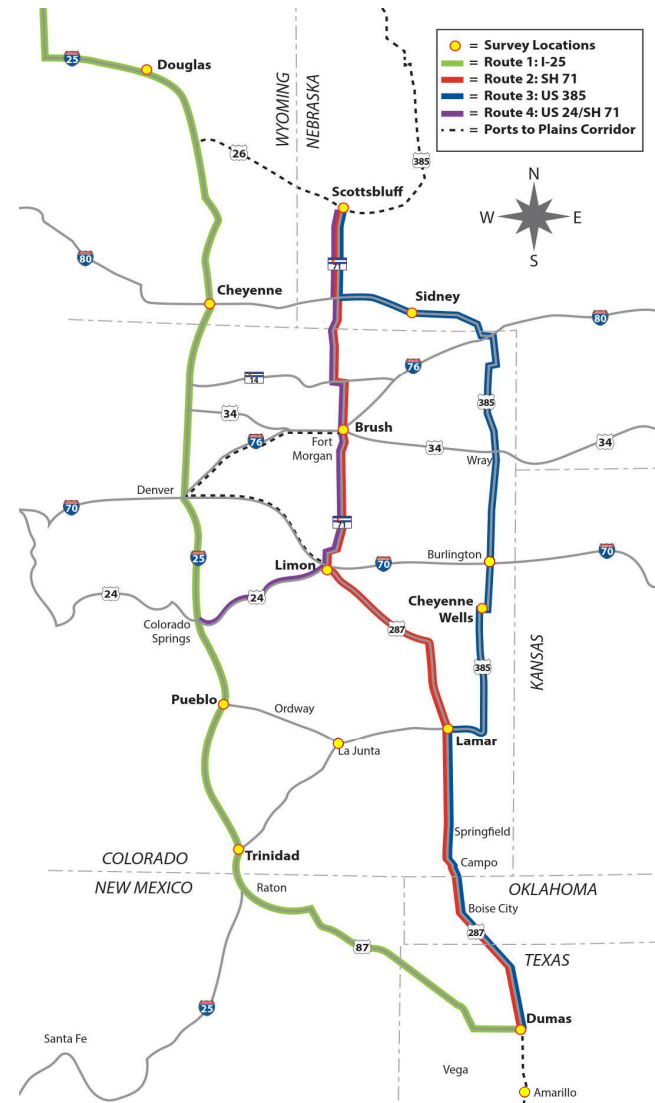 = Survey Locations
= Route 1: I-25
= Route 2: SH 71
= Route 3: US 385
= Route 4: US 24/SH 71
= Ports to Plains Corridor
25
Douglas
WYOMING
NEBRASKA
26
385
N
W
E
S
Scottsbluff
80
71
Cheyenne
Sidney
80
14
76
34
385
Brush
76
Fort
Morgan
34
34
Wray
Denver
70
71
25
Limon
70
Burlington
70
24
24
Cheyenne
Wells
Colorado
Springs
287
385
KANSAS
Pueblo
Ordway
Lamar
La Junta
Springfield
Trinidad
Campo
COLORADO
NEW MEXICO
Raton
OKLAHOMA
Boise City
287
87
TEXAS
25
Dumas
Santa Fe
Vega
Amarillo